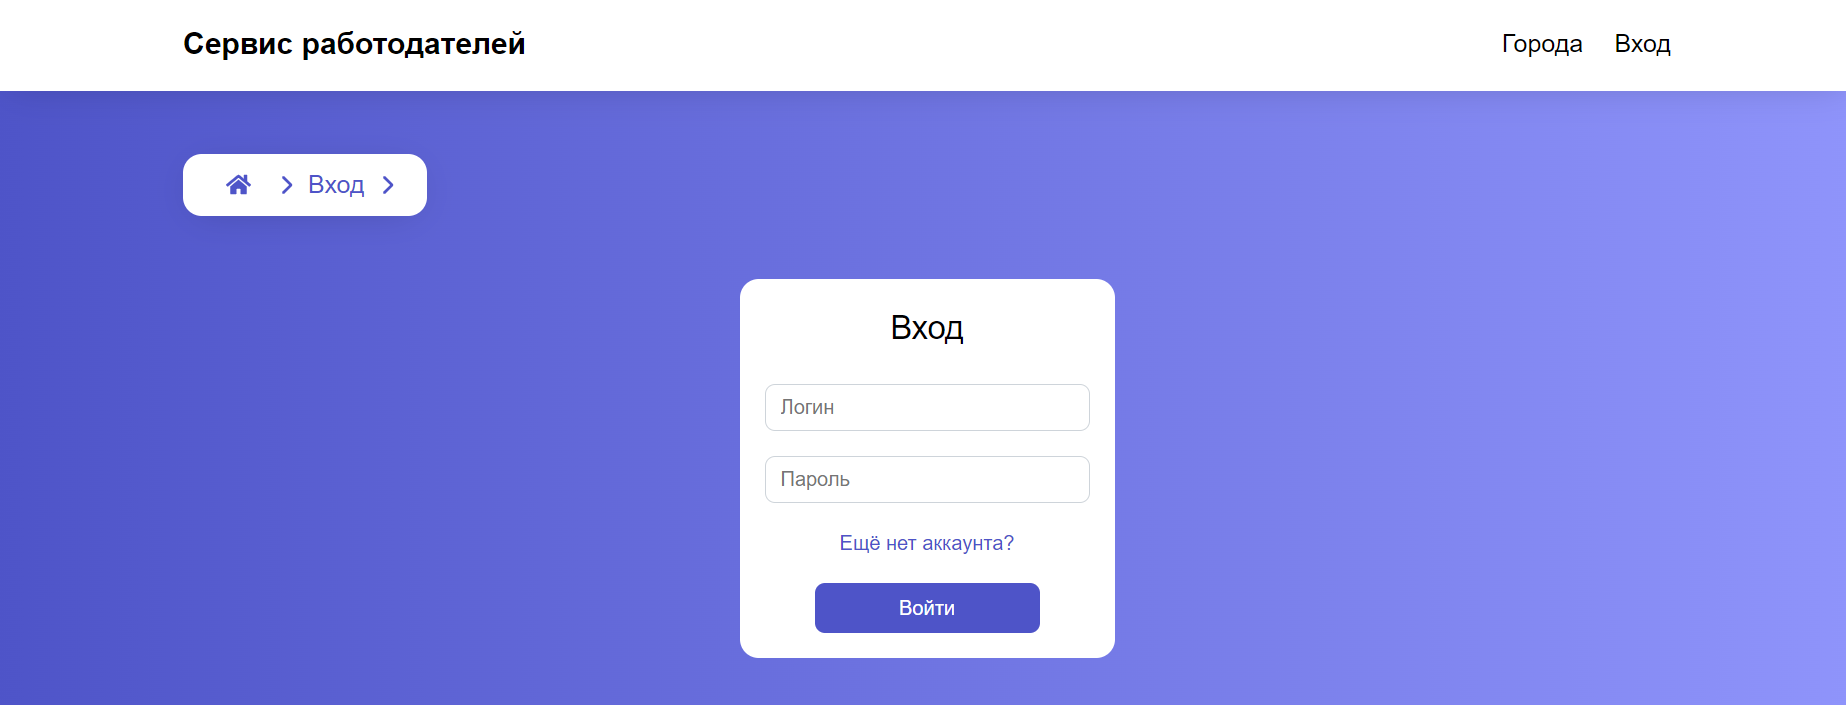 Сервис работодателей
Города Вход
Вход
Вход
Логин
Пароль
Ещё нет аккаунта?
Войти